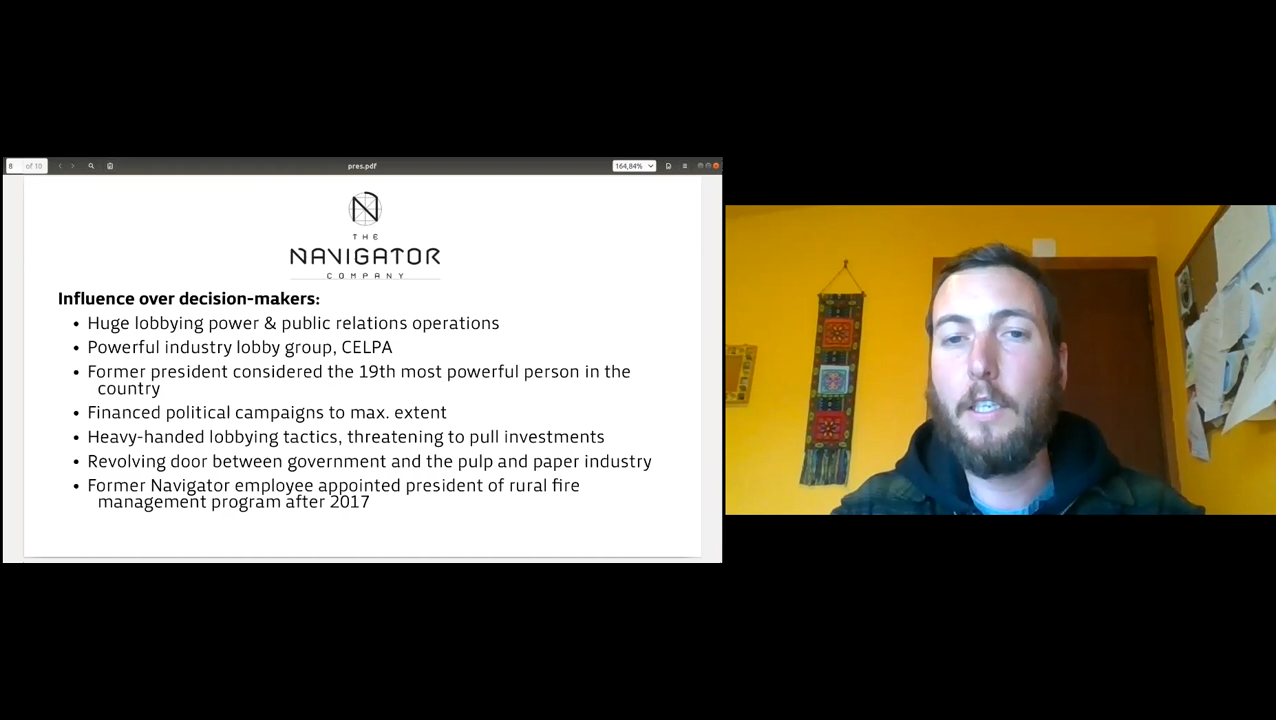 8
of 10
pres.pdf
164,84%
N
THE
NAVIGATOR
COMPANY
Influence over decision-makers:
• Huge lobbying power & public relations operations
• Powerful industry lobby group, CELPA
• Former president considered the 19th most powerful person in the
country
• Financed political campaigns to max. extent
• Heavy-handed lobbying tactics, threatening to pull investments
• Revolving door between government and the pulp and paper industry
• Former Navigator employee appointed president of rural fire
management program after 2017